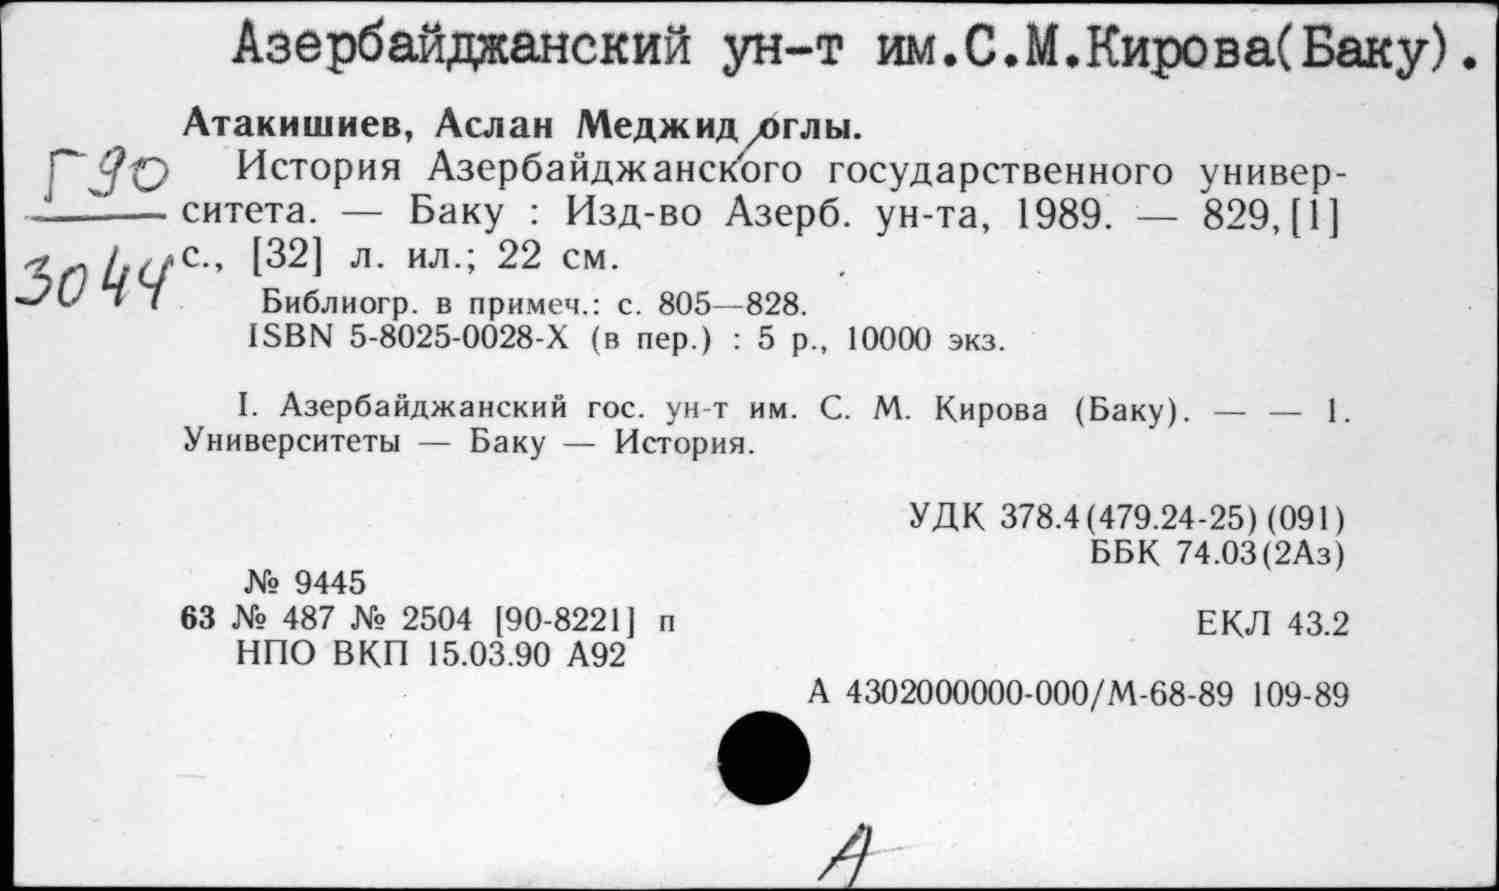 Азербайджанский ун-т им.С.М.Кирова(Баку).
Атакишиев, Аслан Меджид оглы.
Г90
История Азербайджанского государственного универ-
ситета. — Баку : Изд-во Азерб. ун-та, 1989. — 829,[1]
3044
с., [32] л. ил.; 22 см.
Библиогр. в примеч.: с. 805—828.
ISBN 5-8025-0028-X (в пер.) : 5 р., 10000 экз.
I. Азербайджанский гос. ун-т им. С. М. Кирова (Баку). — — 1.
Университеты — Баку — История.
УДК 378.4(479.24-25)(091)
ББК 74.03(2Аз)
№ 9445
63 № 487 № 2504 [90-8221] п
ЕКЛ 43.2
НПО ВКП 15.03.90 А92
А 4302000000-000/М-68-89 109-89
А